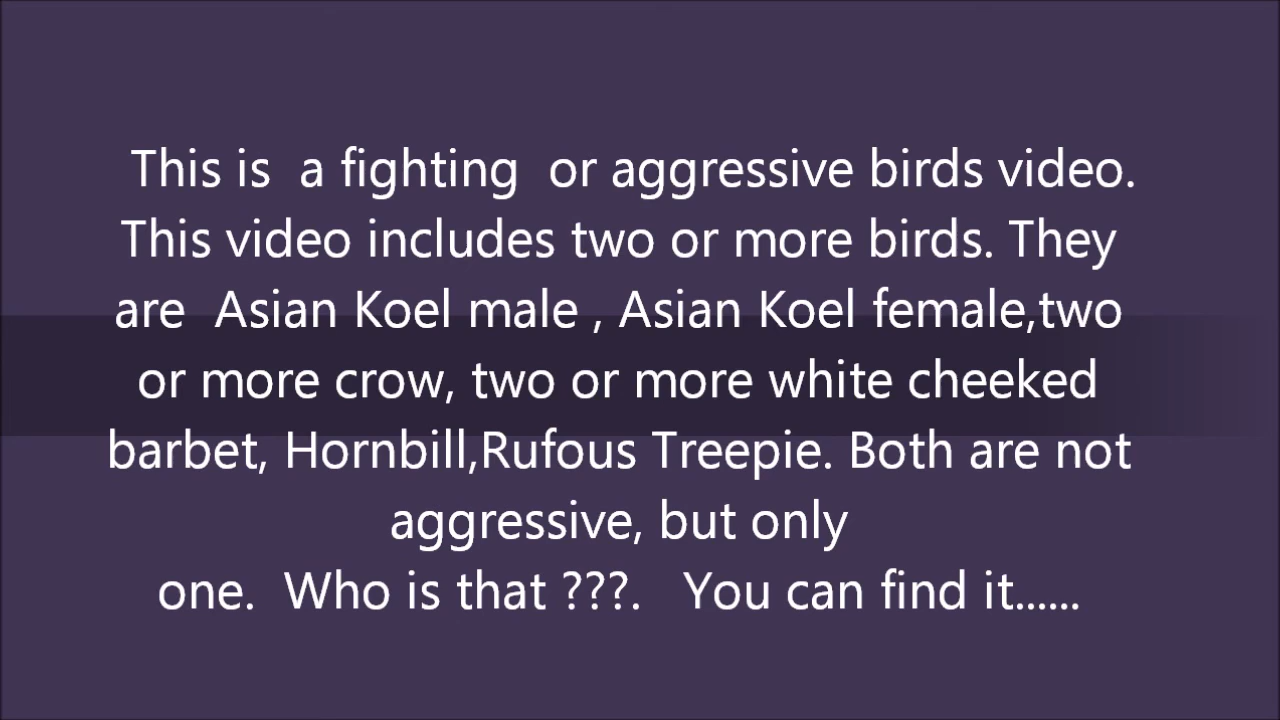 This is  a fighting  or aggressive birds video.
This video includes two or more birds. They
are  Asian Koel male , Asian Koel female,two
or more crow, two or more white cheeked
barbet, Hornbill,Rufous Treepie. Both are not
aggressive, but only
one.  Who is that ???.   You can find it......